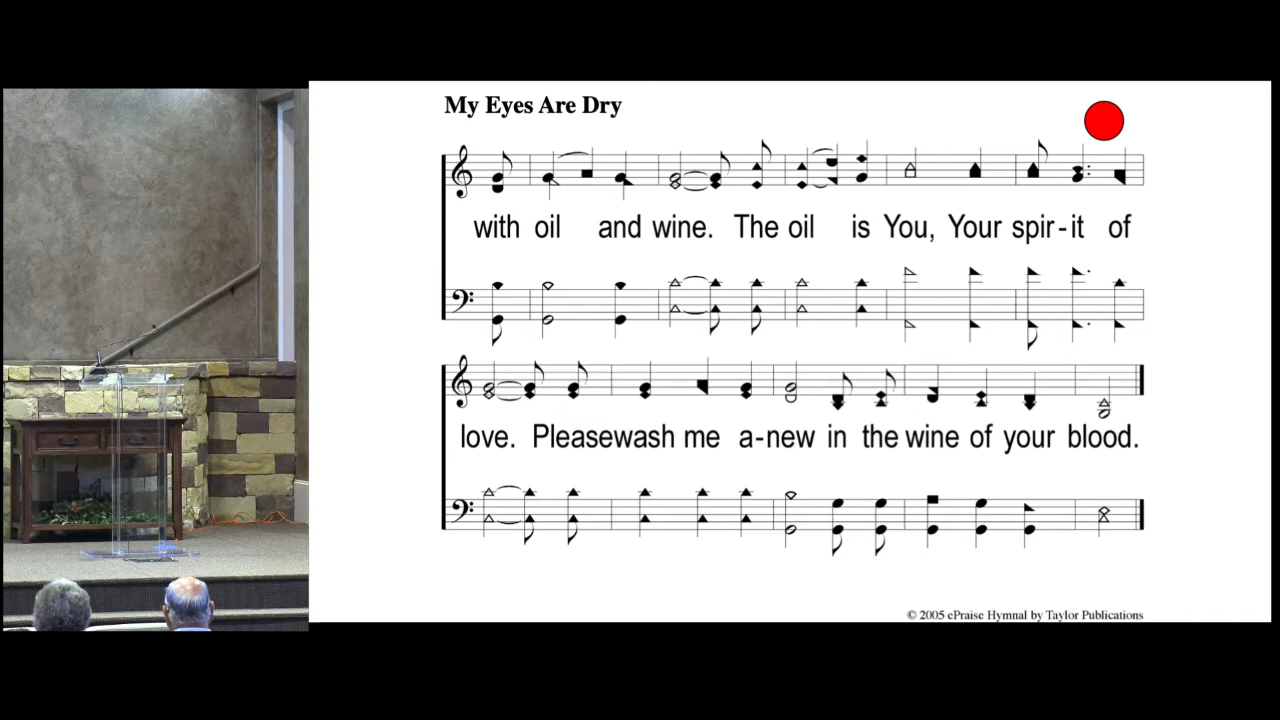 My Eyes Are Dry
with oil and wine. The oil is You, Your spir-it of
love. Pleasewash me a-new in the wine of your blood.
© 2005 ePraise Hymnal by Taylor Publications